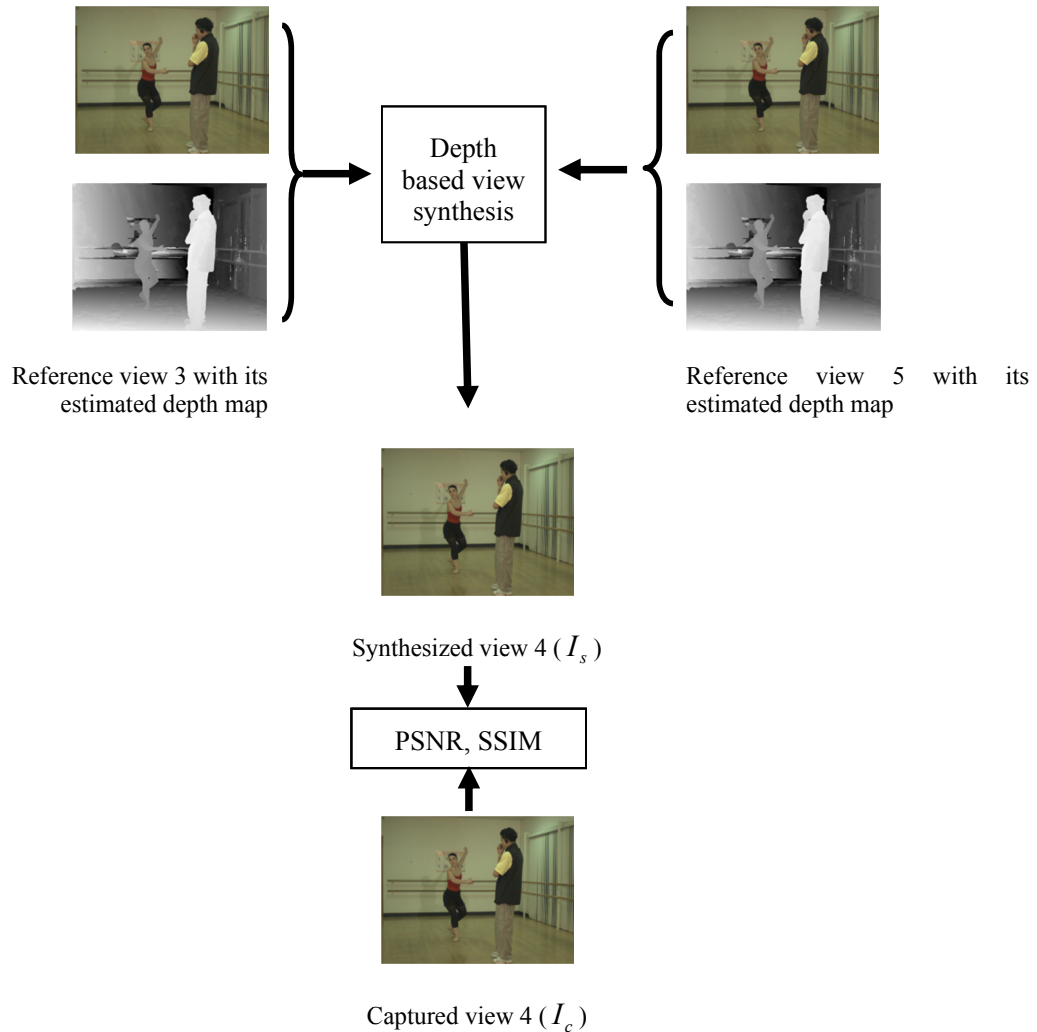 Depth
based view
synthesis
Reference view 3 with its
estimated depth map
Reference view 5 with its
estimated depth map
Synthesized view 4 ( I_s )
PSNR, SSIM
Captured view 4 ( I_c )